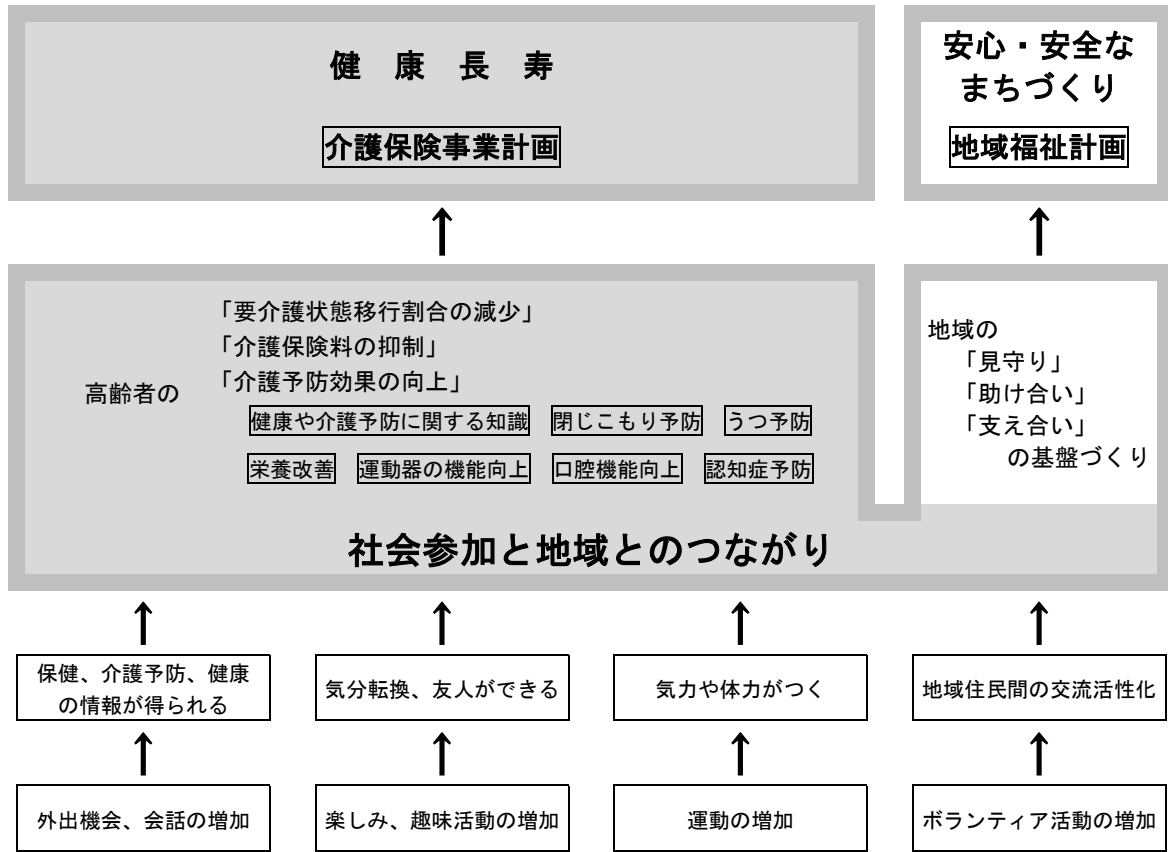 健 康 長 寿
介護保険事業計画
安心・安全な
まちづくり
地域福祉計画
↑
↑
高齢者の
「要介護状態移行割合の減少」
「介護保険料の抑制」
「介護予防効果の向上」
健康や介護予防に関する知識 閉じこもり予防 うつ予防
栄養改善 運動器の機能向上 口腔機能向上 認知症予防
地域の
「見守り」
「助け合い」
「支え合い」
の基盤づくり
社会参加と地域とのつながり
↑ ↑ ↑ ↑
保健、介護予防、健康
の情報が得られる
気分転換、友人ができる
気力や体力がつく
地域住民間の交流活性化
↑ ↑ ↑ ↑
外出機会、会話の増加
楽しみ、趣味活動の増加
運動の増加
ボランティア活動の増加